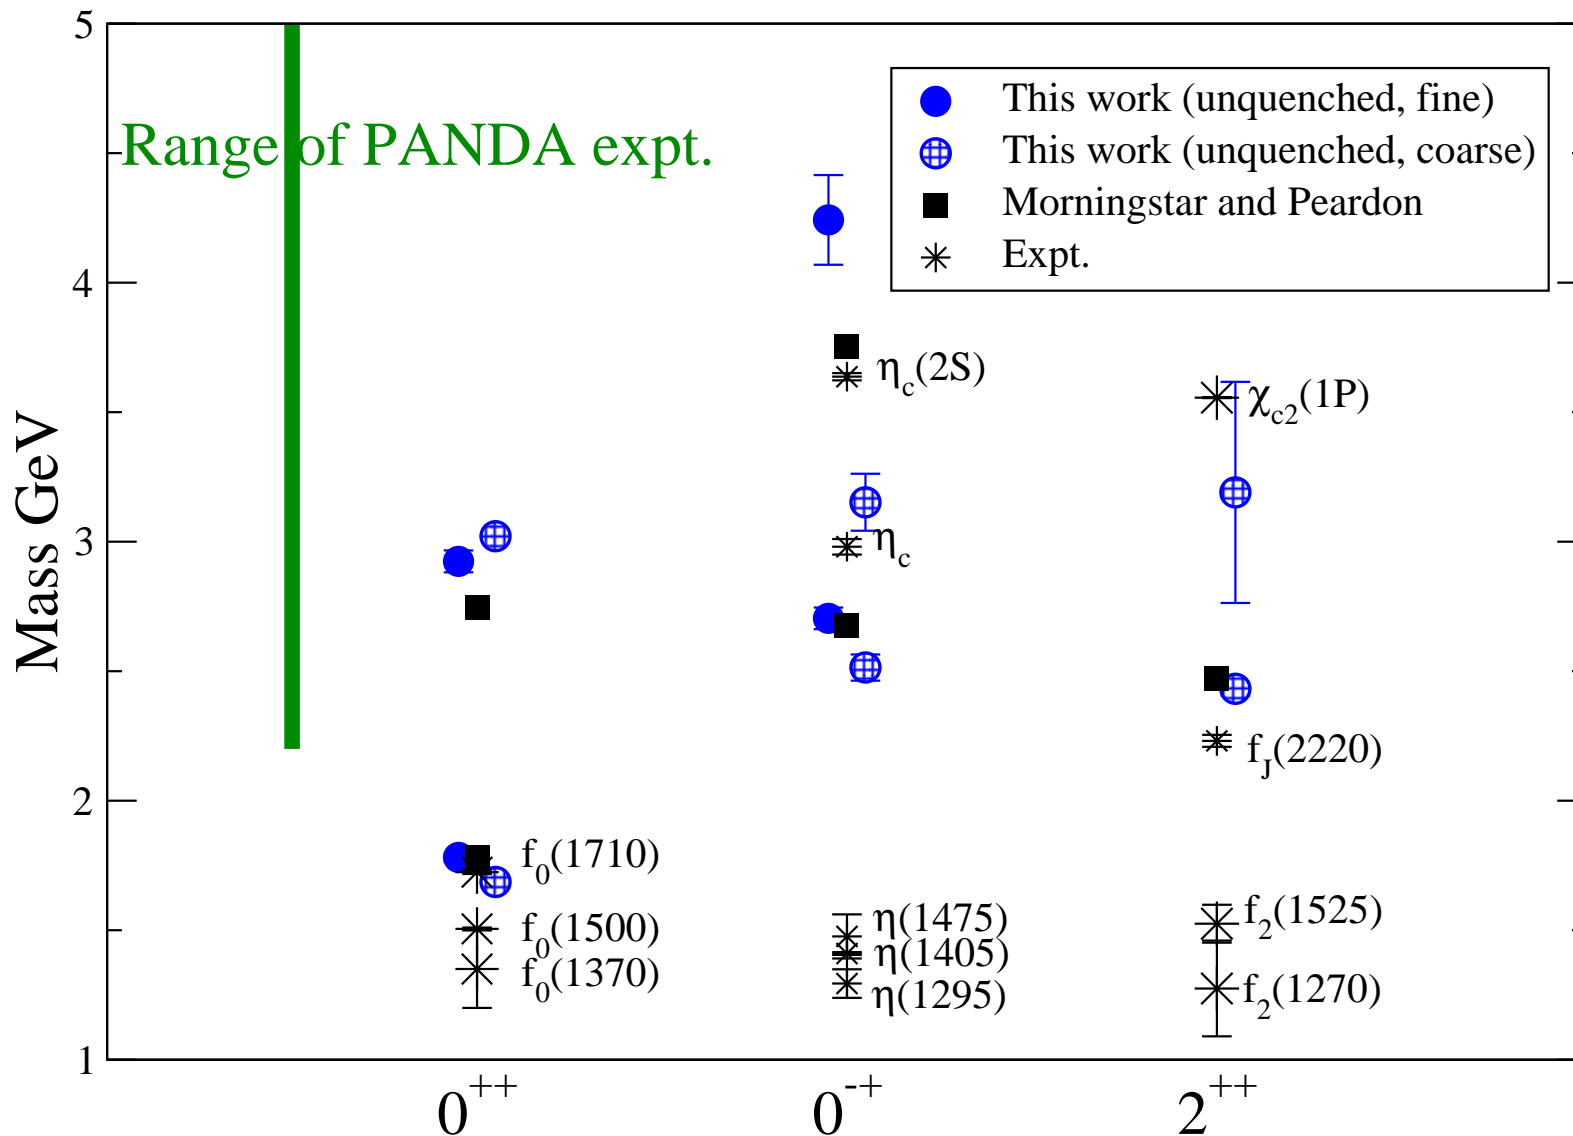 5
This work (unquenched, fine)
Range of PANDA expt.
This work (unquenched, coarse)
Morningstar and Peardon
Expt.
4
η_c(2S)
χ_c2(1P)
Mass GeV
3
η_c
f_J(2220)
2
f_0(1710)
f_0(1500)
f_0(1370)
η(1475)
η(1405)
η(1295)
f_2(1525)
f_2(1270)
1
0^++
0^-+
2^++